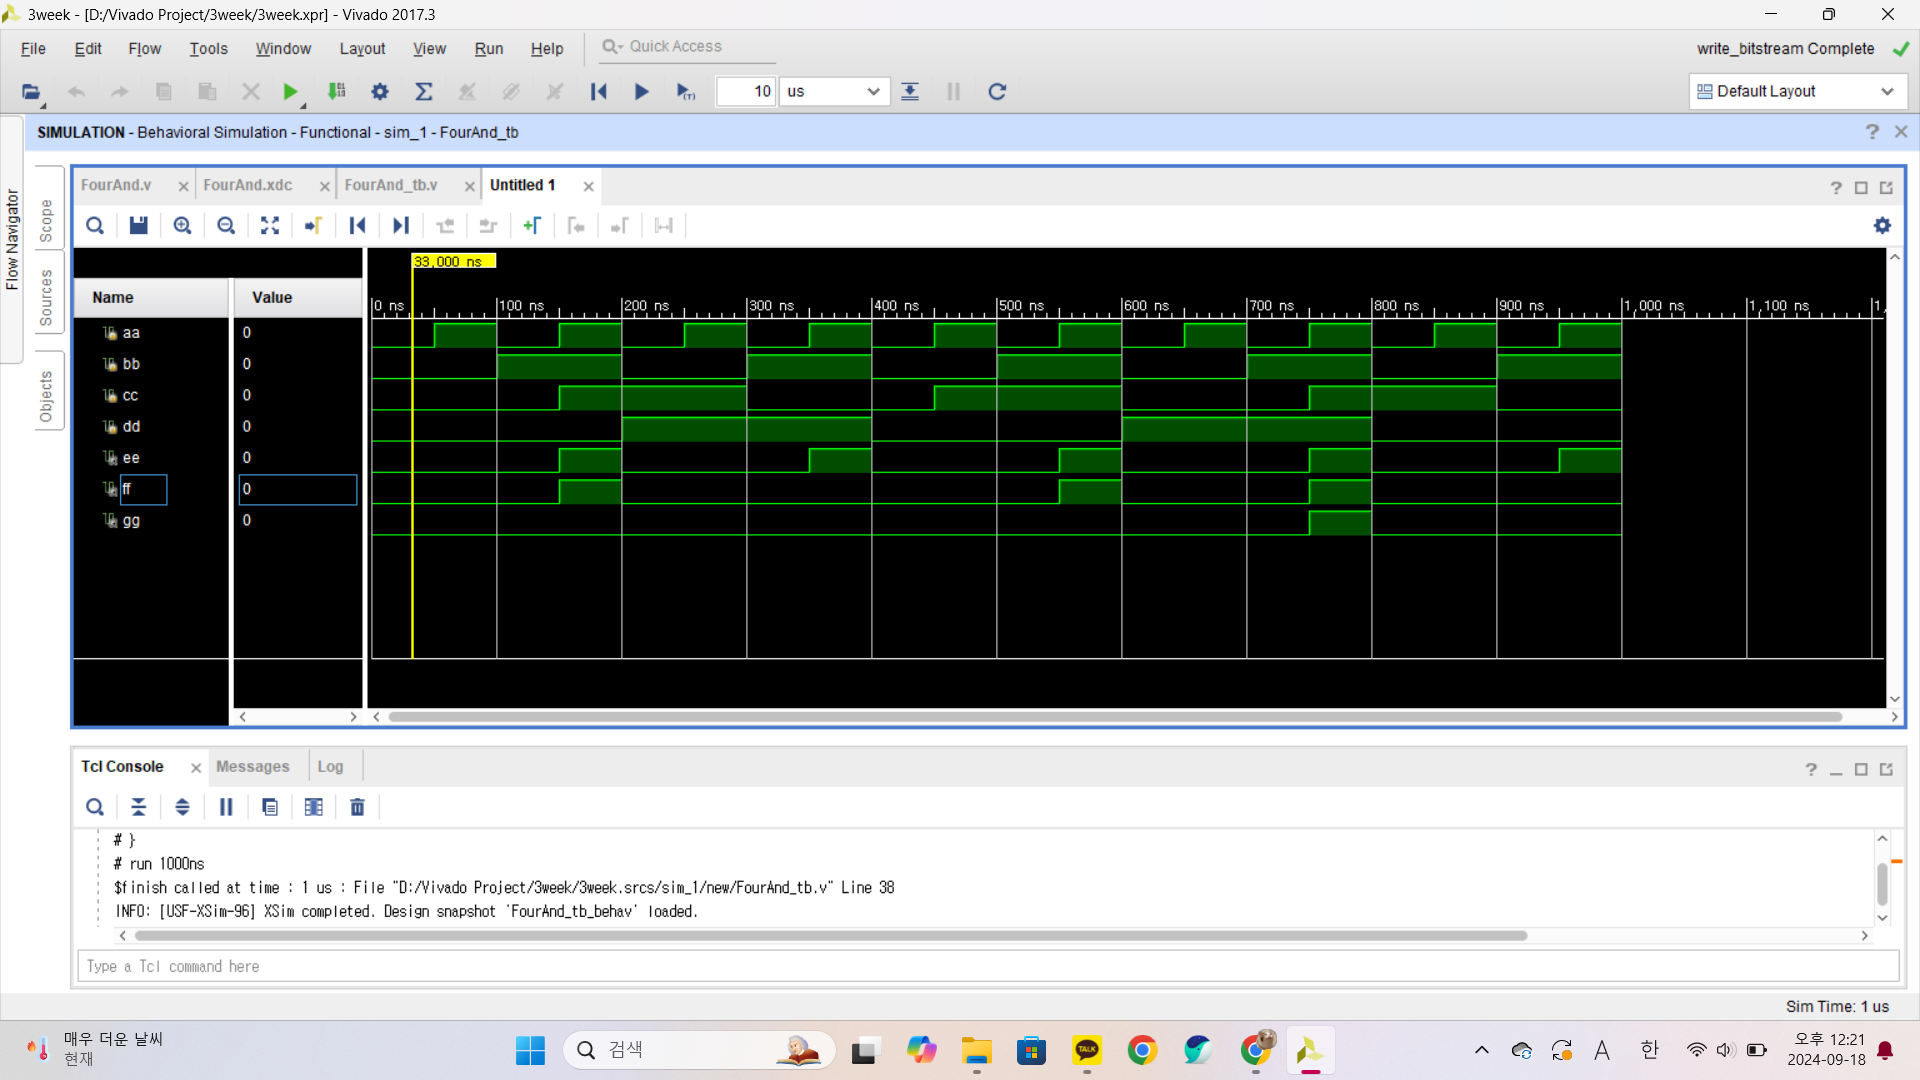 3week - [D:/Vivado Project/3week/3week.xpr] - Vivado 2017.3
File Edit Flow Tools Window Layout View Run Help Quick Access
write_bitstream Complete
10 us
Default Layout
SIMULATION - Behavioral Simulation - Functional - sim_1 - FourAnd_tb
Flow Navigator
Scope
Sources
Objects
FourAnd.v FourAnd.xdc FourAnd_tb.v Untitled 1
33,000 ns
Name Value
0 ns 100 ns 200 ns 300 ns 400 ns 500 ns 600 ns 700 ns 800 ns 900 ns 1,000 ns 1,100 ns 1,
aa 0
bb 0
cc 0
dd 0
ee 0
ff 0
gg 0
Tcl Console Messages Log
# }
# run 1000ns
$finish called at time : 1 us : File "D:/Vivado Project/3week/3week.srcs/sim_1/new/FourAnd_tb.v" Line 38
INFO: [USF-XSim-96] XSim completed. Design snapshot 'FourAnd_tb_behav' loaded.
Type a Tcl command here
Sim Time: 1 us
매우 더운 날씨
현재
검색
TALK
A 한
오후 12:21
2024-09-18